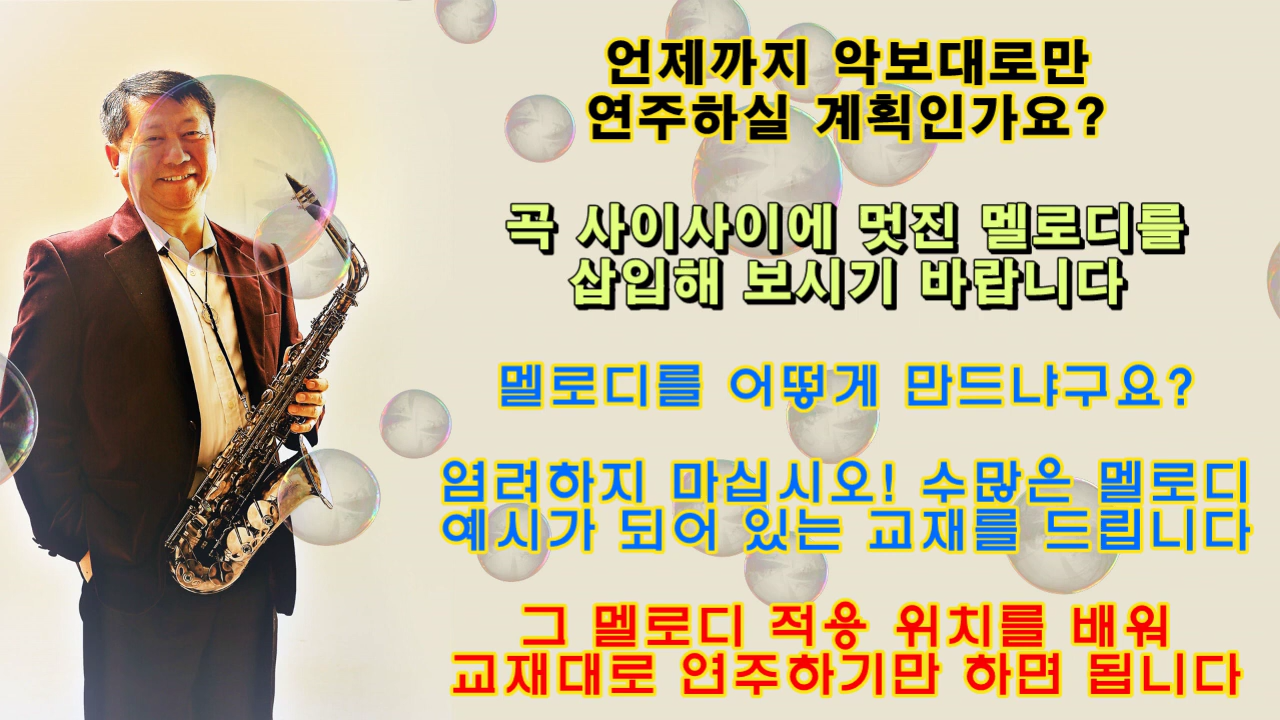 언제까지 악보대로만
연주하실 계획인가요?
곡 사이사이에 멋진 멜로디를
삽입해 보시기 바랍니다
멜로디를 어떻게 만드냐구요?
염려하지 마십시오! 수많은 멜로디
예시가 되어 있는 교재를 드립니다
그 멜로디 적용 위치를 배워
교재대로 연주하기만 하면 됩니다